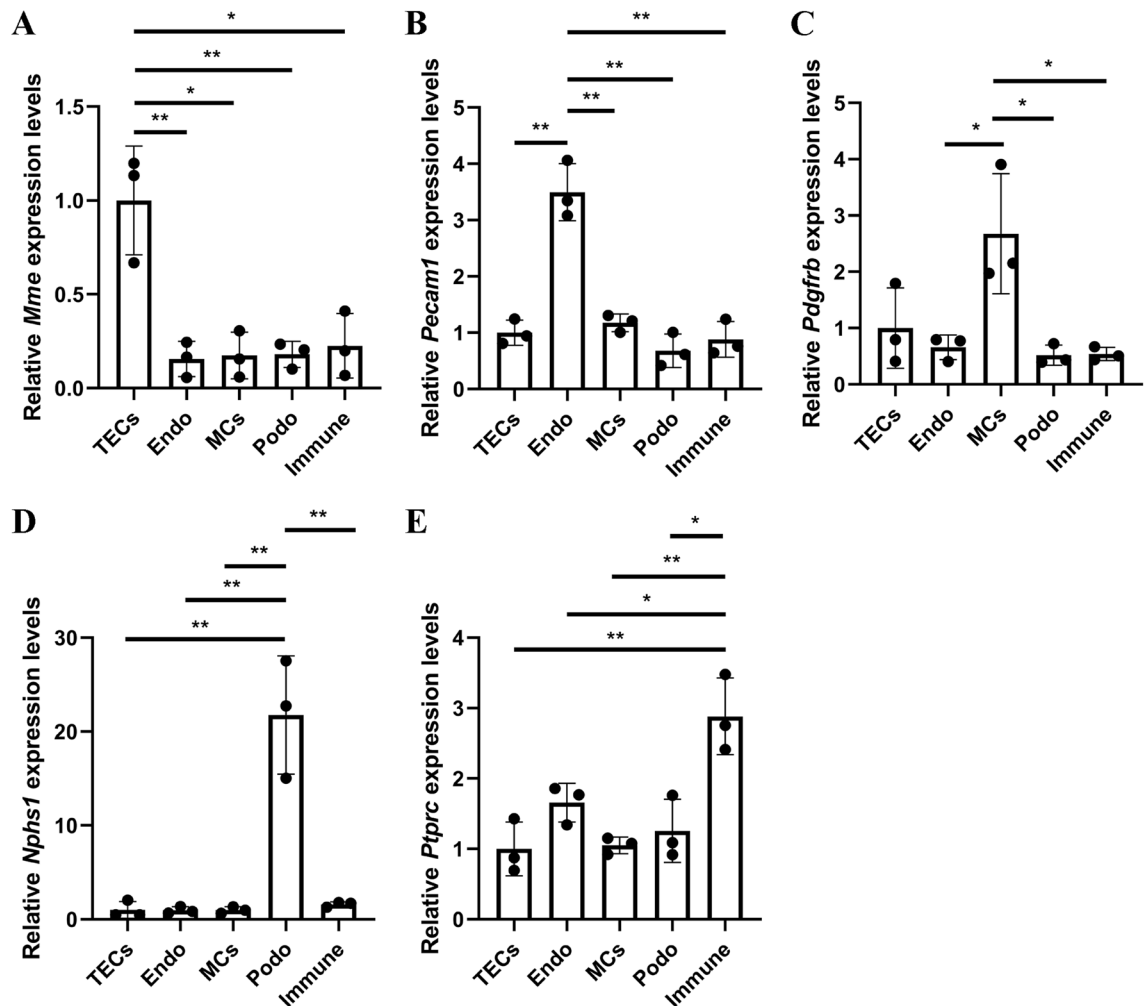 A
*
**
*
**
Relative Mme expression levels
1.5
1.0
0.5
0.0
TECs
Endo
MCs
Podo
Immune
B
**
**
**
**
Relative Pecam1 expression levels
5
4
3
2
1
0
TECs
Endo
MCs
Podo
Immune
C
*
*
*
Relative Pdgfrb expression levels
5
4
3
2
1
0
TECs
Endo
MCs
Podo
Immune
D
**
**
**
**
Relative Nphs1 expression levels
30
20
10
0
TECs
Endo
MCs
Podo
Immune
E
*
**
*
**
Relative Ptprc expression levels
4
3
2
1
0
TECs
Endo
MCs
Podo
Immune